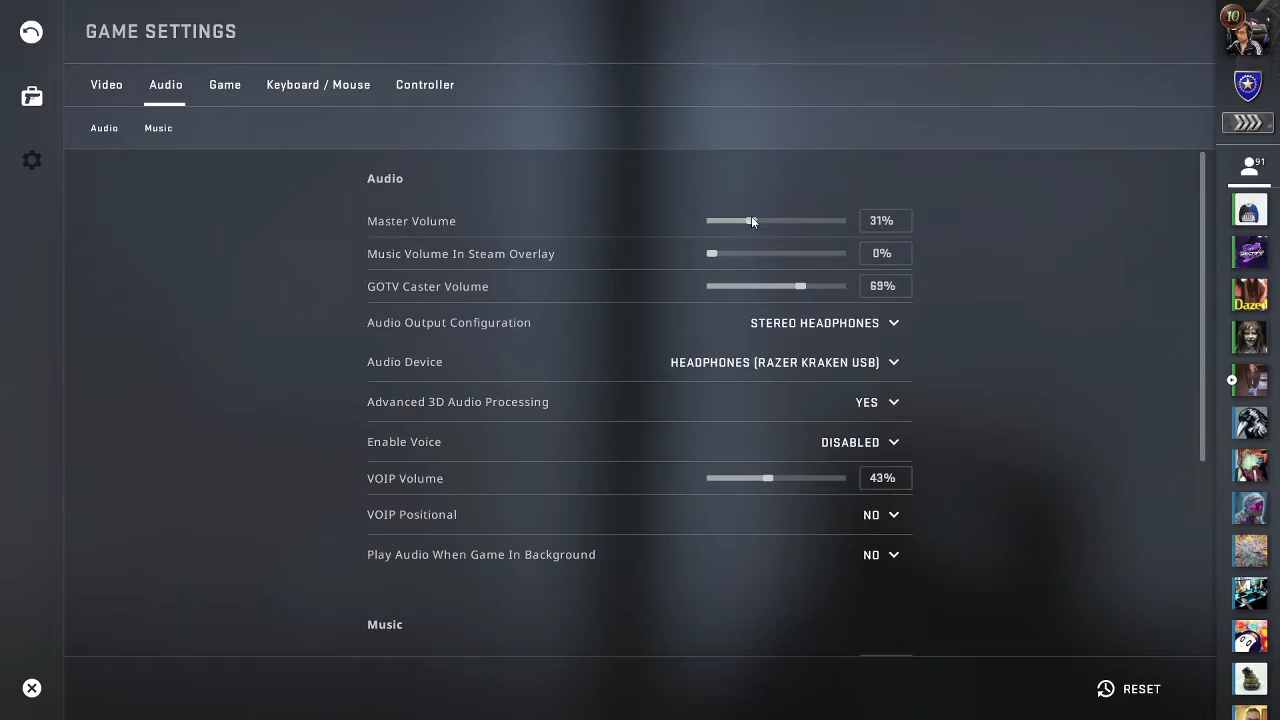 GAME SETTINGS
10
Video Audio Game Keyboard / Mouse Controller
Audio Music
91
Audio
Master Volume 31%
Music Volume In Steam Overlay 0%
GOTV Caster Volume 69%
Audio Output Configuration STEREO HEADPHONES
Dazed
Audio Device HEADPHONES (RAZER KRAKEN USB)
Advanced 3D Audio Processing YES
Enable Voice DISABLED
VOIP Volume 43%
VOIP Positional NO
Play Audio When Game In Background NO
Music
RESET